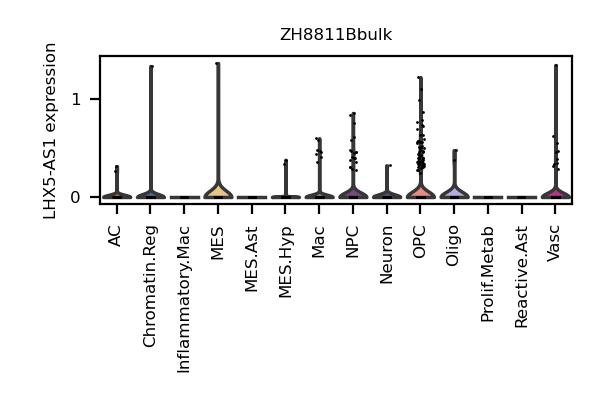 ZH8811Bbulk
LHX5-AS1 expression
1
0
AC
Chromatin.Reg
Inflammatory.Mac
MES
MES.Ast
MES.Hyp
Mac
NPC
Neuron
OPC
Oligo
Prolif.Metab
Reactive.Ast
Vasc